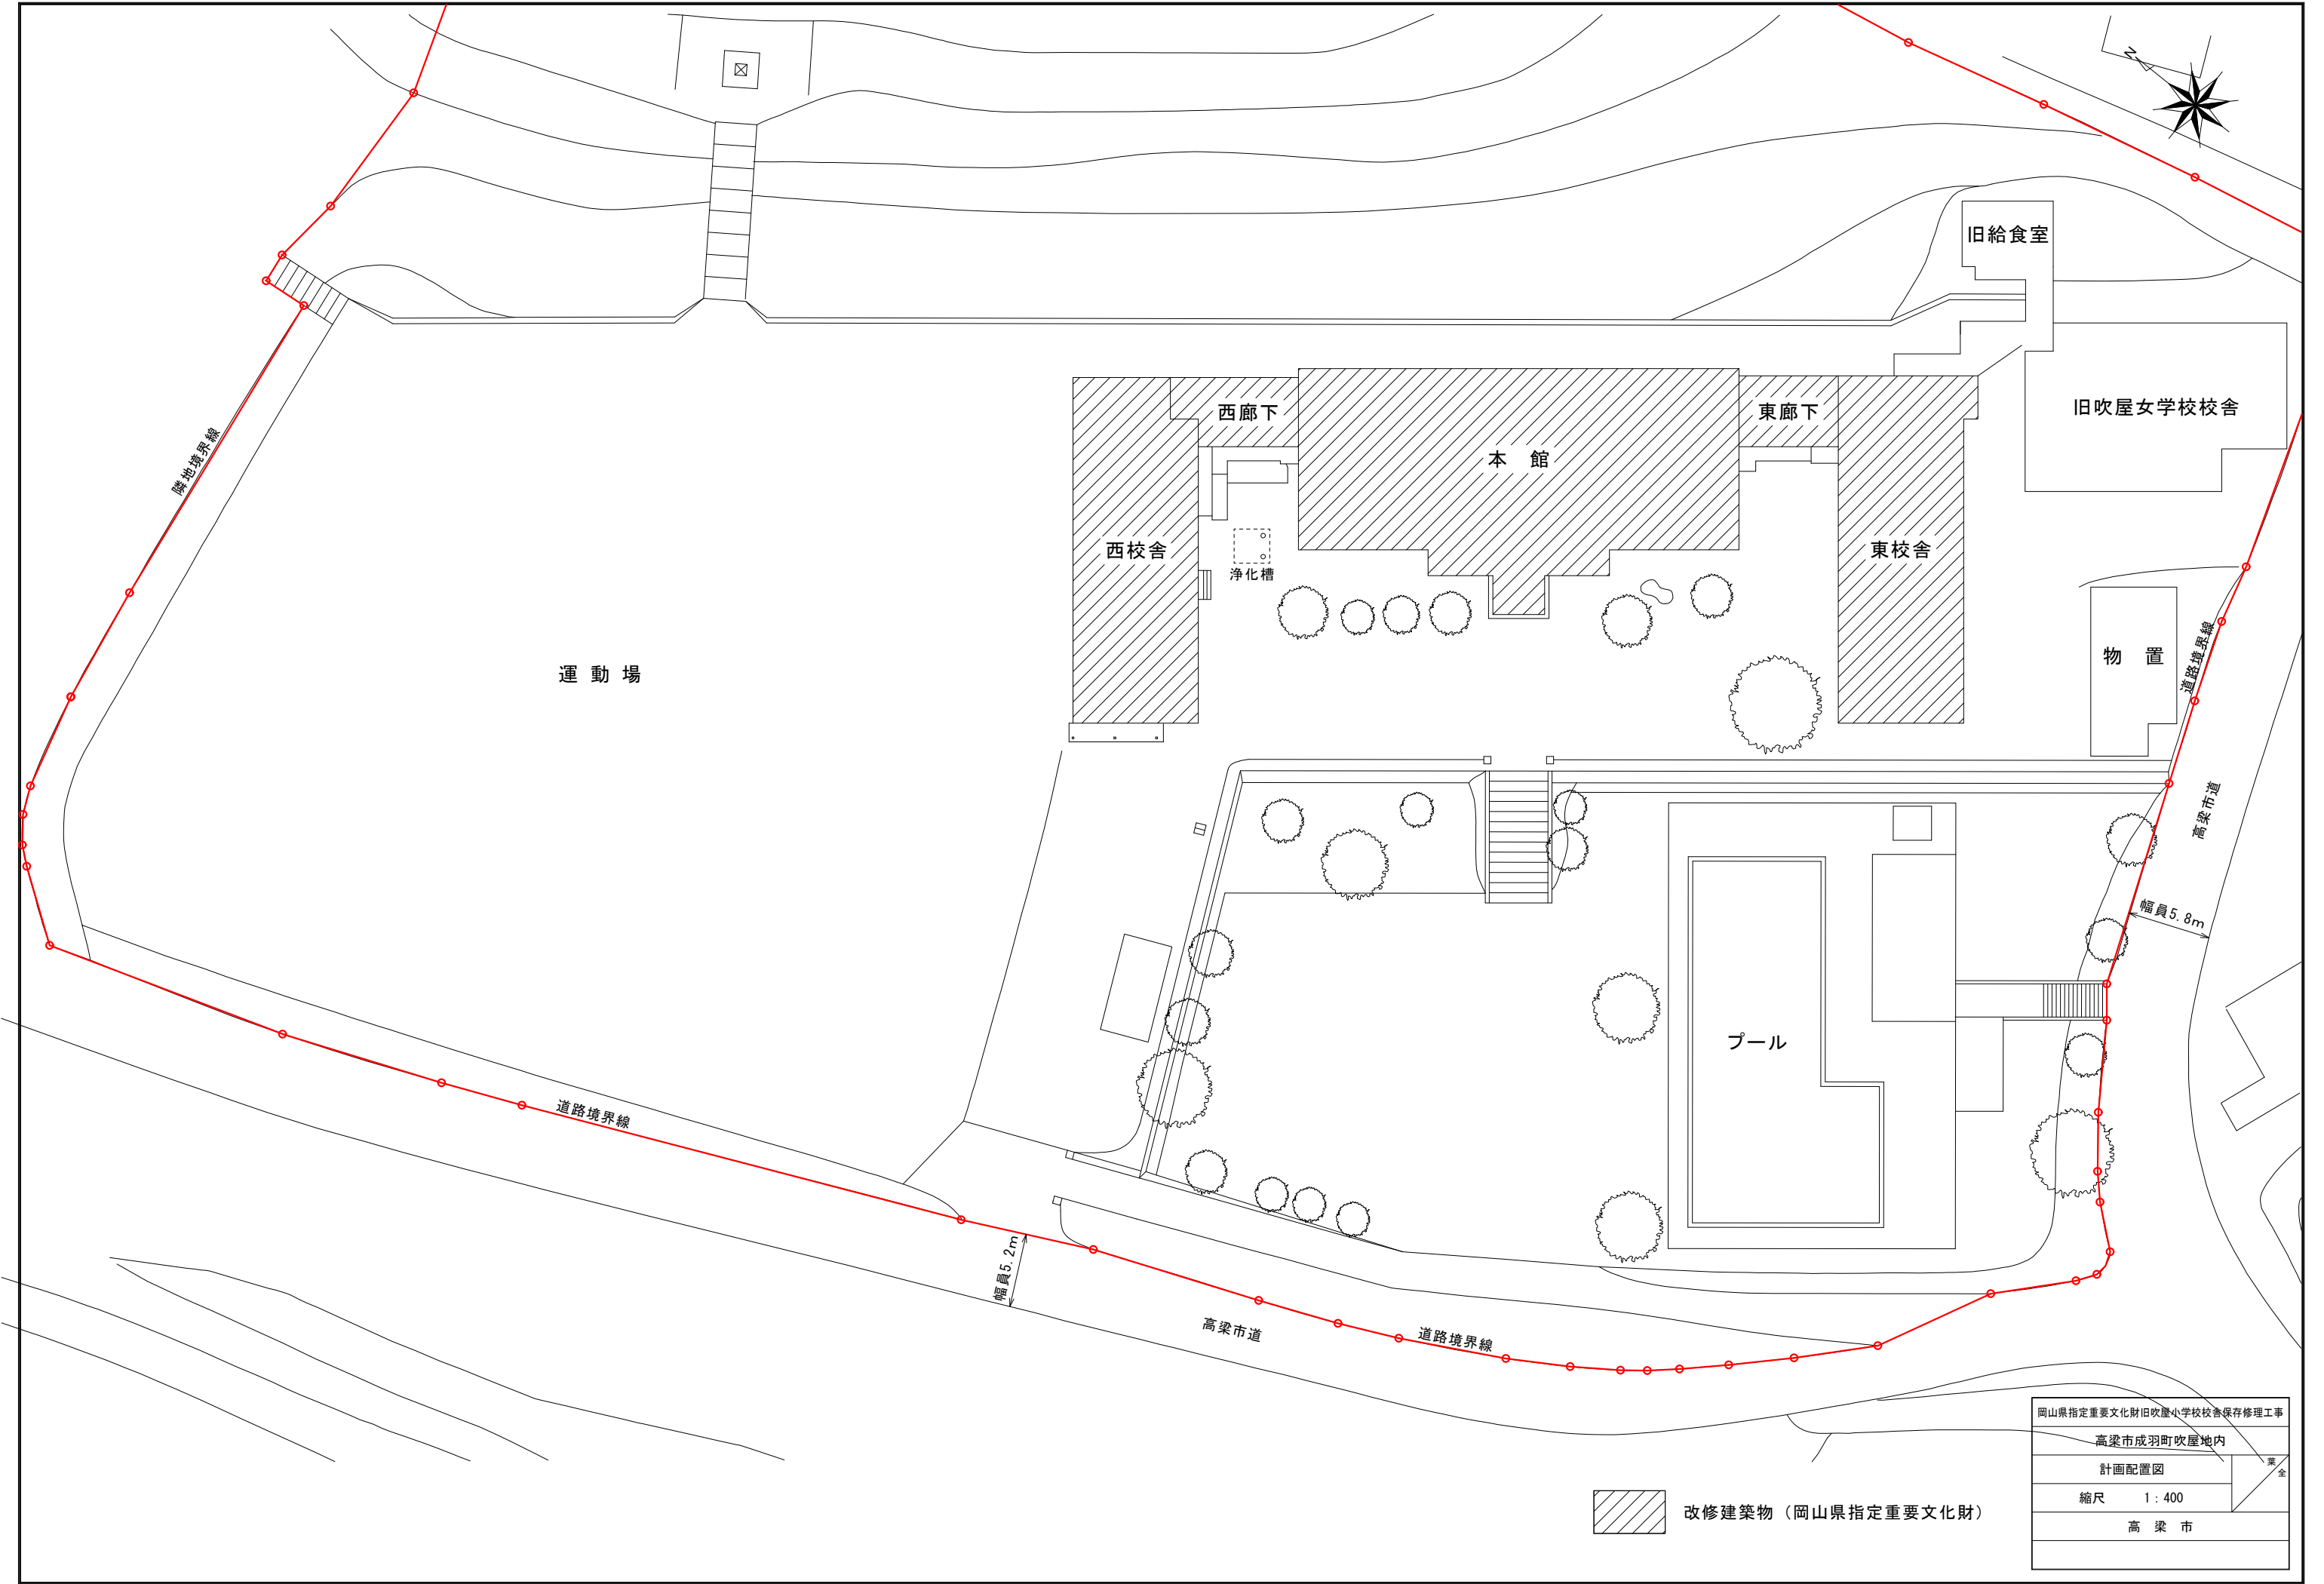 N
旧給食室
西廊下
東廊下
旧吹屋女学校校舎
本 館
隣地境界線
西校舎
東校舎
浄化槽
運 動 場
物 置
道路境界線
高梁市道
幅員5.8m
プール
道路境界線
幅員5.2m
高梁市道
道路境界線
岡山県指定重要文化財旧吹屋小学校校舎保存修理工事
高梁市成羽町吹屋地内
計画配置図
葉
全
縮尺 1:400
高 梁 市
改修建築物(岡山県指定重要文化財)